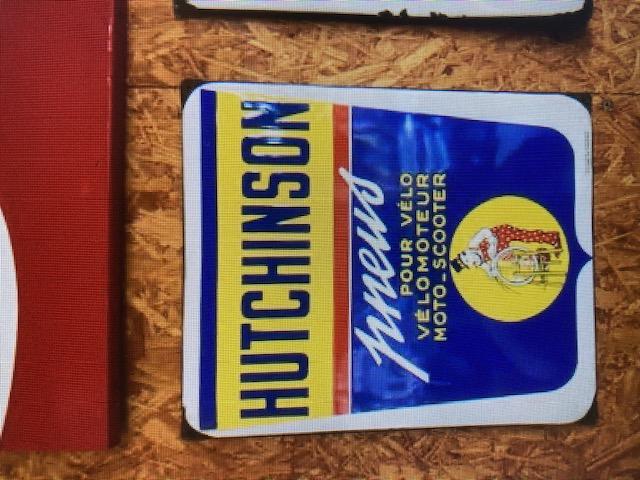 HUTCHINSON
pneus
POUR VÉLO
VÉLOMOTEUR
MOTO-SCOOTER